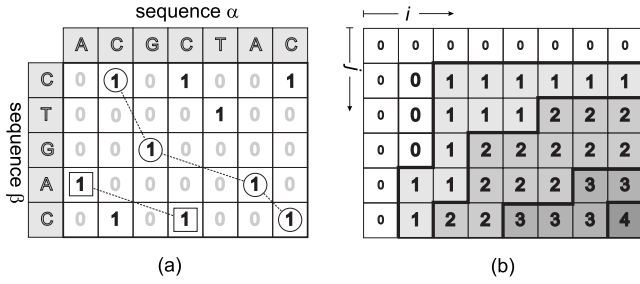 sequence α
A C G C T A C
sequence β
C 0 1 0 1 0 0 1
T 0 0 0 0 1 0 0
G 0 0 1 0 0 0 0
A 1 0 0 0 0 1 0
C 0 1 0 1 0 0 1
(a)
i
j
0 0 0 0 0 0 0 0
0 0 1 1 1 1 1 1
0 0 1 1 1 2 2 2
0 0 1 2 2 2 2 2
0 1 1 2 2 2 3 3
0 1 2 2 3 3 3 4
(b)